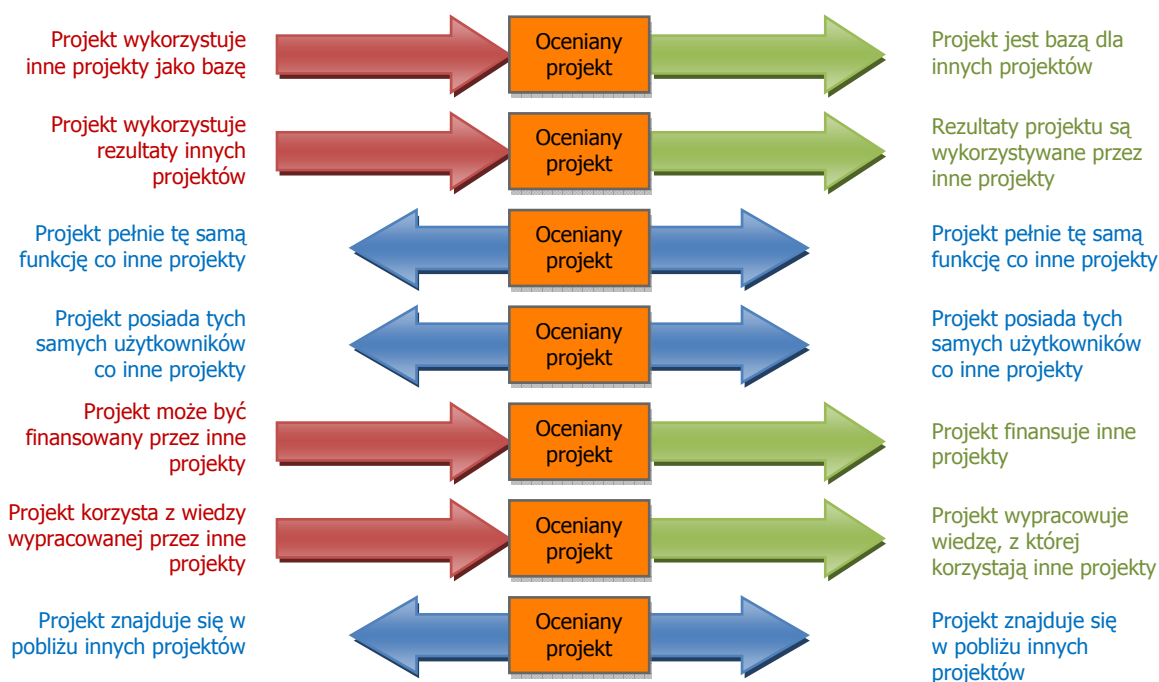 Projekt wykorzystuje
inne projekty jako bazę
Oceniany
projekt
Projekt jest bazą dla
innych projektów
Projekt wykorzystuje
rezultaty innych
projektów
Oceniany
projekt
Rezultaty projektu są
wykorzystywane przez
inne projekty
Projekt pełnie tę samą
funkcję co inne projekty
Oceniany
projekt
Projekt pełnie tę samą
funkcję co inne projekty
Projekt posiada tych
samych użytkowników
co inne projekty
Oceniany
projekt
Projekt posiada tych
samych użytkowników
co inne projekty
Projekt może być
finansowany przez inne
projekty
Oceniany
projekt
Projekt finansuje inne
projekty
Projekt korzysta z wiedzy
wypracowanej przez inne
projekty
Oceniany
projekt
Projekt wypracowuje
wiedzę, z której
korzystają inne projekty
Projekt znajduje się w
pobliżu innych projektów
Oceniany
projekt
Projekt znajduje się
w pobliżu innych
projektów